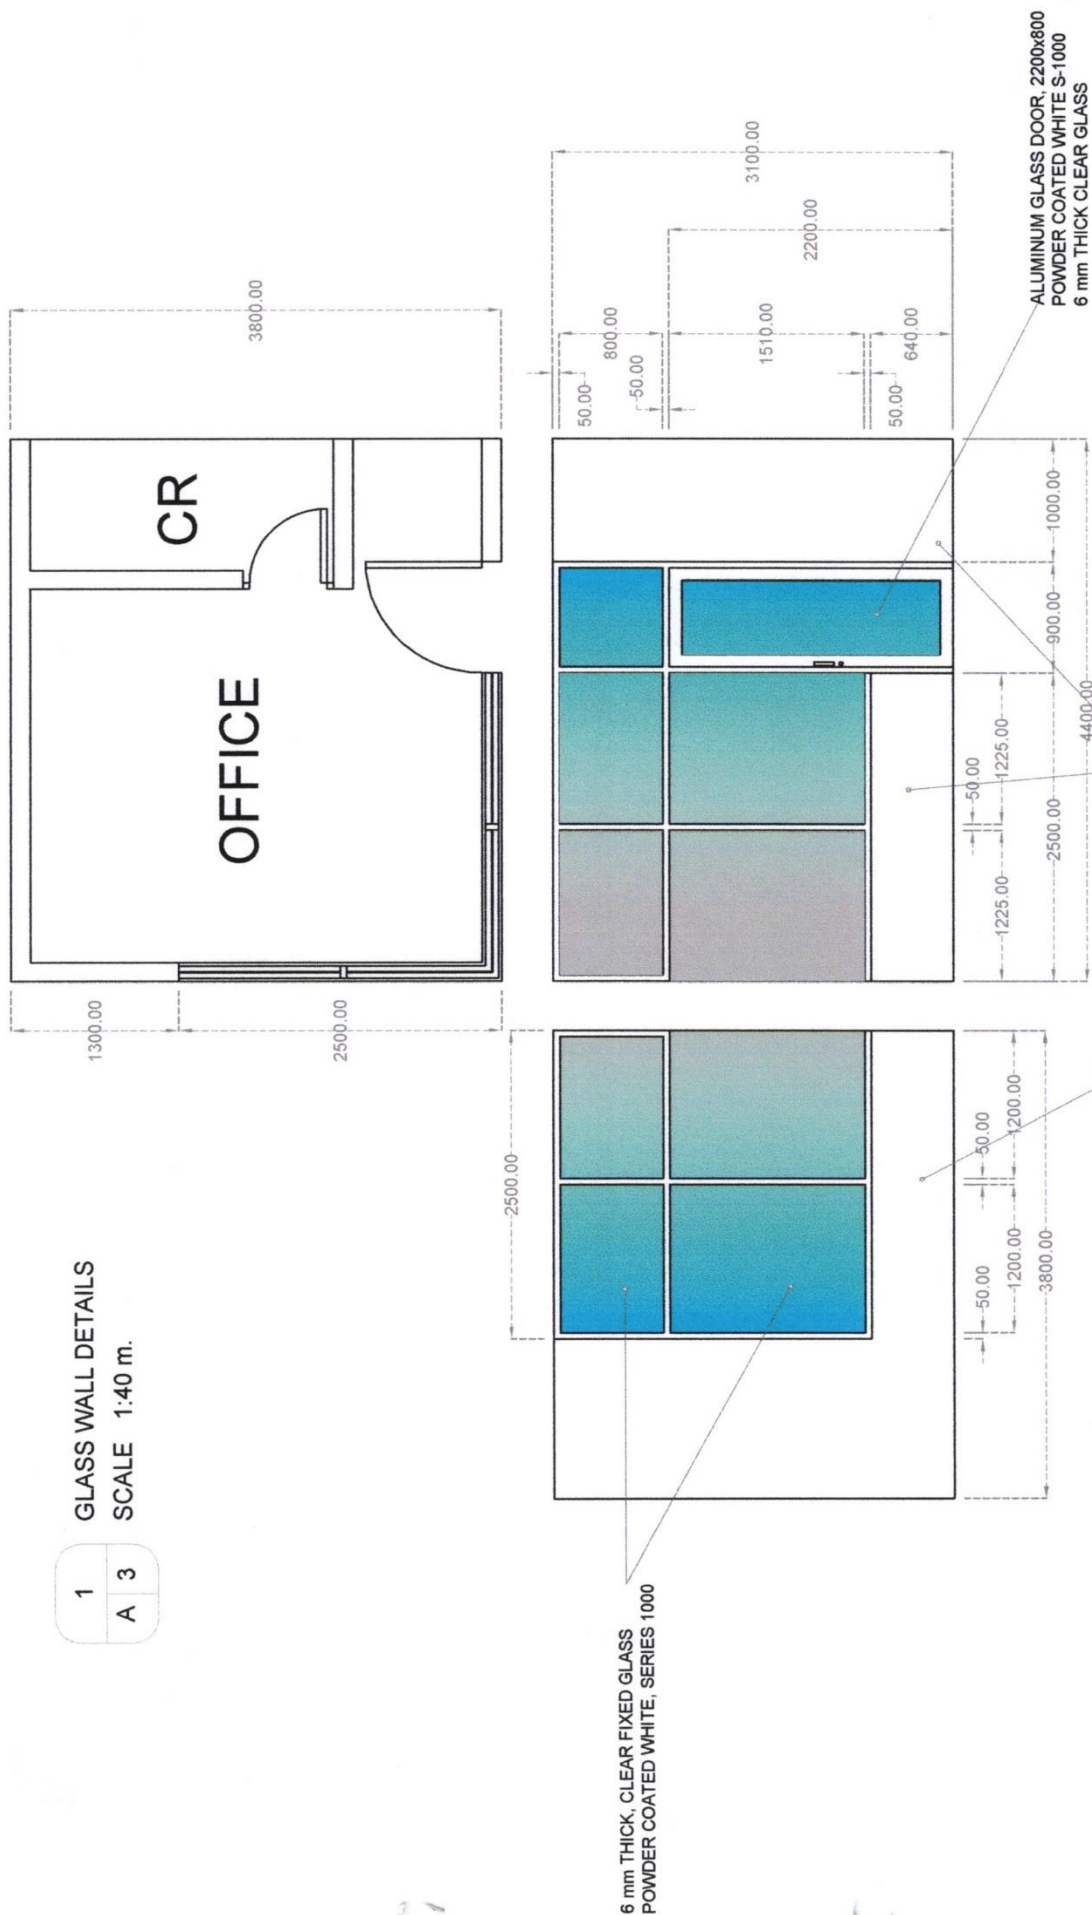 1
A 3
GLASS WALL DETAILS
SCALE 1:40 m.
OFFICE
CR
1300.00
2500.00
3800.00
6 mm THICK, CLEAR FIXED GLASS
POWDER COATED WHITE, SERIES 1000
2500.00
50.00
50.00
1200.00
1200.00
3800.00
50.00
1225.00
1225.00
2500.00
900.00
1000.00
4400.00
50.00
800.00
50.00
1510.00
50.00
640.00
2200.00
3100.00
ALUMINUM GLASS DOOR, 2200x800
POWDER COATED WHITE S-1000
6 mm THICK CLEAR GLASS